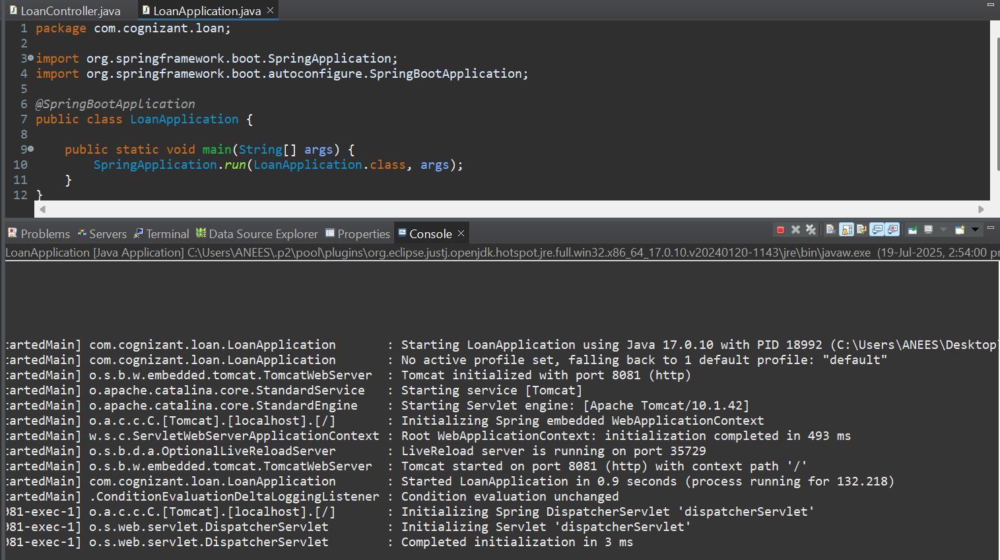 LoanController.java LoanApplication.java
1 package com.cognizant.loan;
2
3 import org.springframework.boot.SpringApplication;
4 import org.springframework.boot.autoconfigure.SpringBootApplication;
5
6 @SpringBootApplication
7 public class LoanApplication {
8
9 public static void main(String[] args) {
10 SpringApplication.run(LoanApplication.class, args);
11 }
12 }
Problems Servers Terminal Data Source Explorer Properties Console
LoanApplication [Java Application] C:\Users\ANEES\.p2\pool\plugins\org.eclipse.justj.openjdk.hotspot.jre.full.win32.x86_64_17.0.10.v20240120-1143\jre\bin\javaw.exe (19-Jul-2025, 2:54:00 pr
:artedMain] com.cognizant.loan.LoanApplication : Starting LoanApplication using Java 17.0.10 with PID 18992 (C:\Users\ANEES\Desktop\
:artedMain] com.cognizant.loan.LoanApplication : No active profile set, falling back to 1 default profile: "default"
:artedMain] o.s.b.w.embedded.tomcat.TomcatWebServer : Tomcat initialized with port 8081 (http)
:artedMain] o.apache.catalina.core.StandardService : Starting service [Tomcat]
:artedMain] o.apache.catalina.core.StandardEngine : Starting Servlet engine: [Apache Tomcat/10.1.42]
:artedMain] o.a.c.c.C.[Tomcat].[localhost].[/] : Initializing Spring embedded WebApplicationContext
:artedMain] w.s.c.ServletWebServerApplicationContext : Root WebApplicationContext: initialization completed in 493 ms
:artedMain] o.s.b.d.a.OptionalLiveReloadServer : LiveReload server is running on port 35729
:artedMain] o.s.b.w.embedded.tomcat.TomcatWebServer : Tomcat started on port 8081 (http) with context path '/'
:artedMain] com.cognizant.loan.LoanApplication : Started LoanApplication in 0.9 seconds (process running for 132.218)
:artedMain] .ConditionEvaluationDeltaLoggingListener : Condition evaluation unchanged
081-exec-1] o.a.c.c.C.[Tomcat].[localhost].[/] : Initializing Spring DispatcherServlet 'dispatcherServlet'
081-exec-1] o.s.web.servlet.DispatcherServlet : Initializing Servlet 'dispatcherServlet'
081-exec-1] o.s.web.servlet.DispatcherServlet : Completed initialization in 3 ms